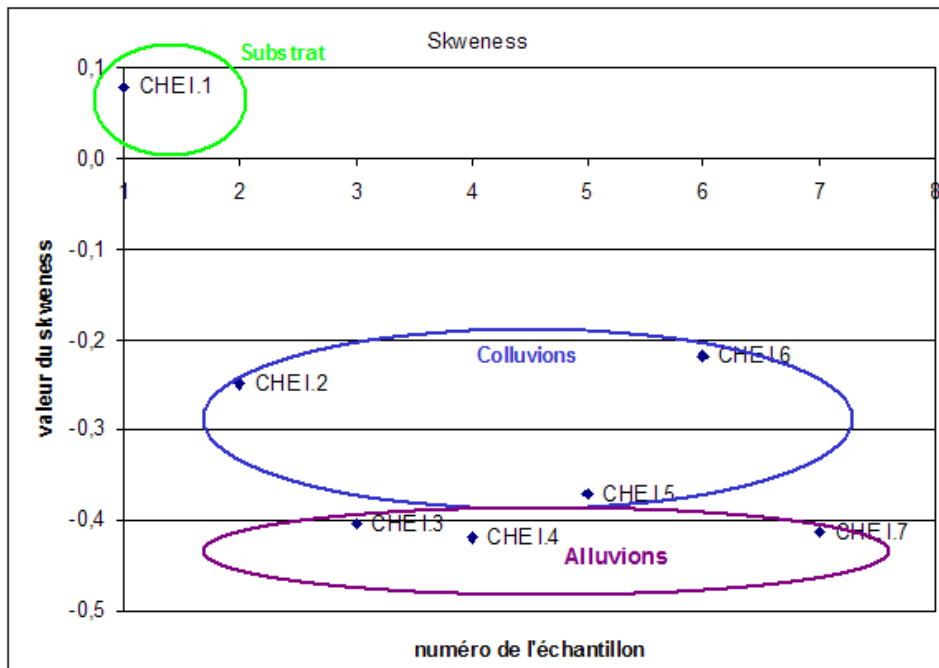 Substrat
Skweness
0,1
CHE I.1
0,0
1 2 3 4 5 6 7 8
-0,1
valeur du skweness
-0,2
Colluvions
CHE I.6
CHE I.2
-0,3
CHE I.5
-0,4
CHE I.3
CHE I.4
CHE I.7
Alluvions
-0,5
numéro de l'échantillon